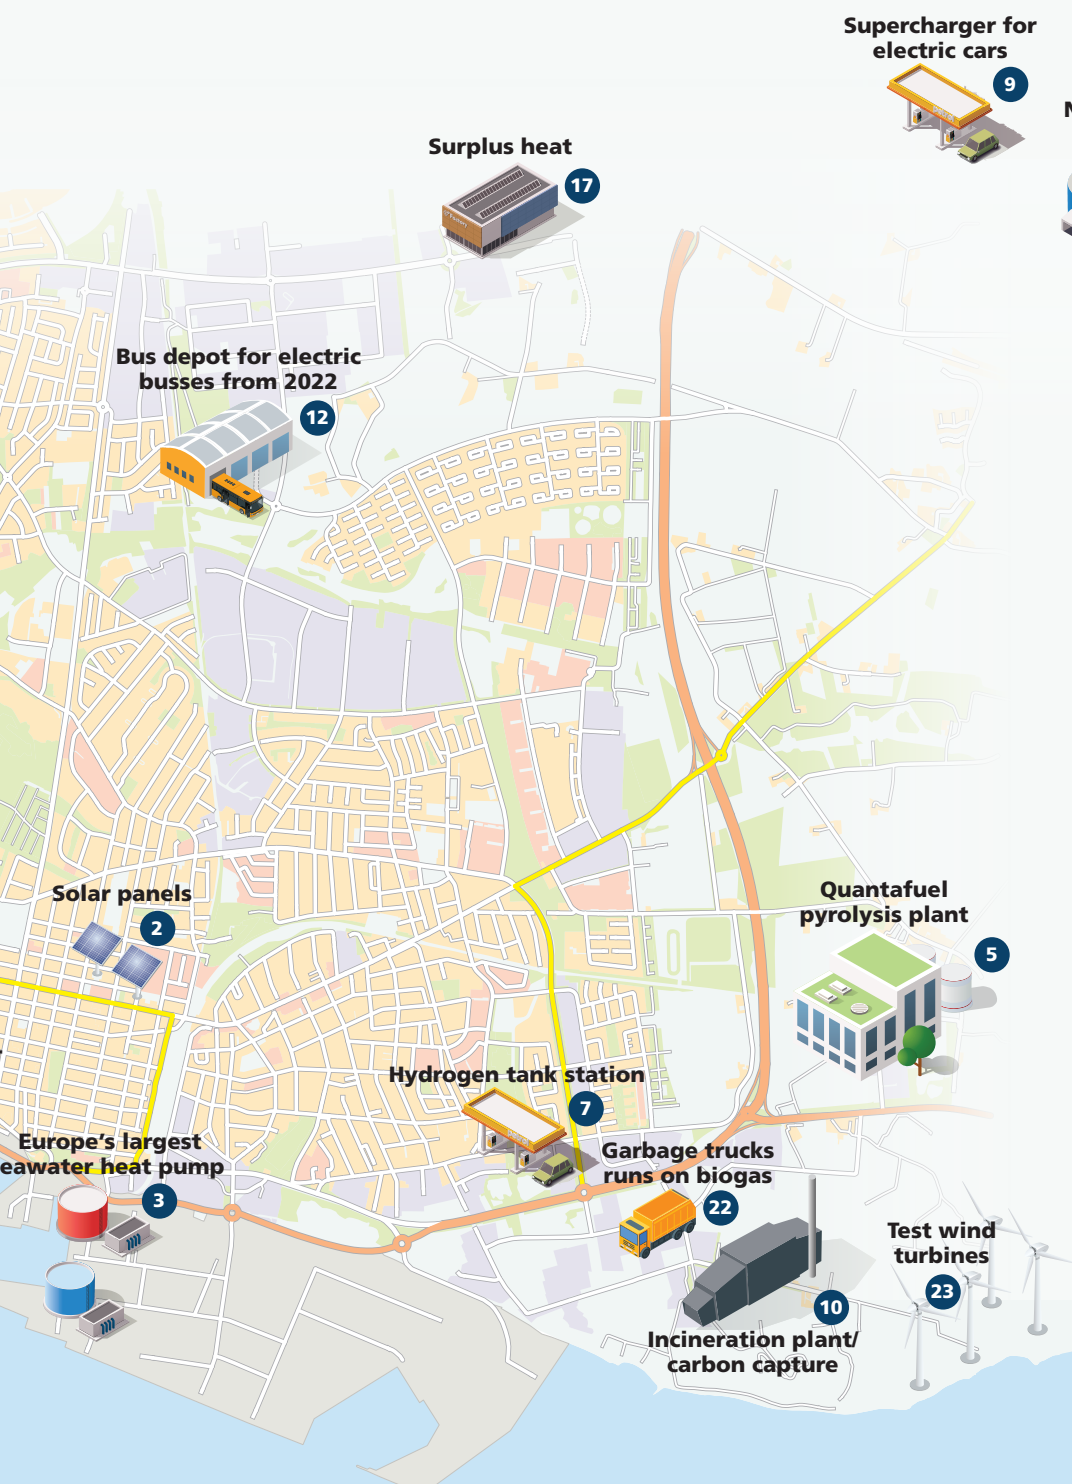 Supercharger for
electric cars
9
Surplus heat
17
Bus depot for electric
busses from 2022
12
Solar panels
2
Quantafuel
pyrolysis plant
5
Hydrogen tank station
7
Europe's largest
eawater heat pump
3
Garbage trucks
runs on biogas
22
Test wind
turbines
23
10
Incineration plant/
carbon capture